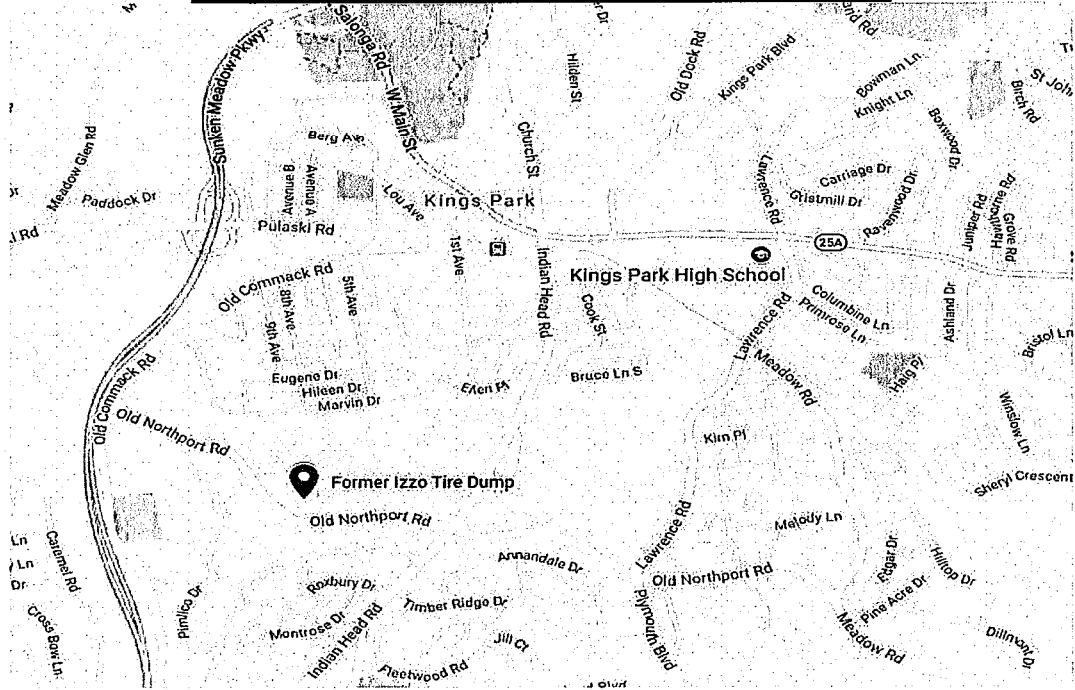 Salonga Rd
Hilden St
Old Dock Rd
Kings Park Blvd
Bowman Ln
Knight Ln
Birch Rd
Sunken Meadow Pkwy
W Main St
Church St
Boxwood Dr
Meadow Glen Rd
Berg Ave
Paddock Dr
Avenue B
Avenue A
Lou Ave
Kings Park
Lawrence Rd
Carriage Dr
Gristmill Dr
Ravenwood Dr
Juniper Rd
Hawthorne Rd
Grove Rd
Pulaski Rd
1st Ave
Indian Head Rd
25A
Kings Park High School
Old Commack Rd
8th Ave
5th Ave
9th Ave
Cook St
Columbine Ln
Primrose Ln
Ashland Dr
Lawrence Rd
Bristol Ln
Old Commack Rd
Eugene Dr
Hileen Dr
Marvin Dr
Ellen Pl
Bruce Ln S
Meadow Rd
Haig Pl
Winslow Ln
Old Northport Rd
Kirn Pl
Former Izzo Tire Dump
Sheryl Crescent
Old Northport Rd
Lawrence Rd
Melody Ln
Ln
Ln
Dr
Caramel Rd
Annandale Dr
Edgar Dr
Hilltop Dr
Roxbury Dr
Old Northport Rd
Pine Acre Dr
Pimlico Dr
Timber Ridge Dr
Cross Bow Ln
Montrose Dr
Indian Head Rd
Jill Ct
Plymouth Blvd
Meadow Rd
Dillmont Dr
Fleetwood Rd